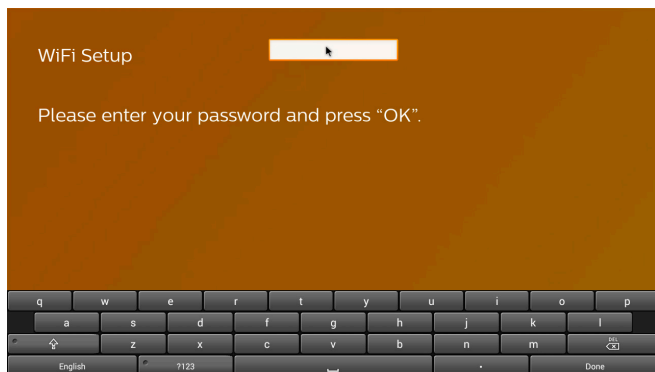 WiFi Setup
Please enter your password and press “OK”.
q w e r t y u i o p
a s d f g h j k l
z x c v b n m DEL
English ?123 . Done